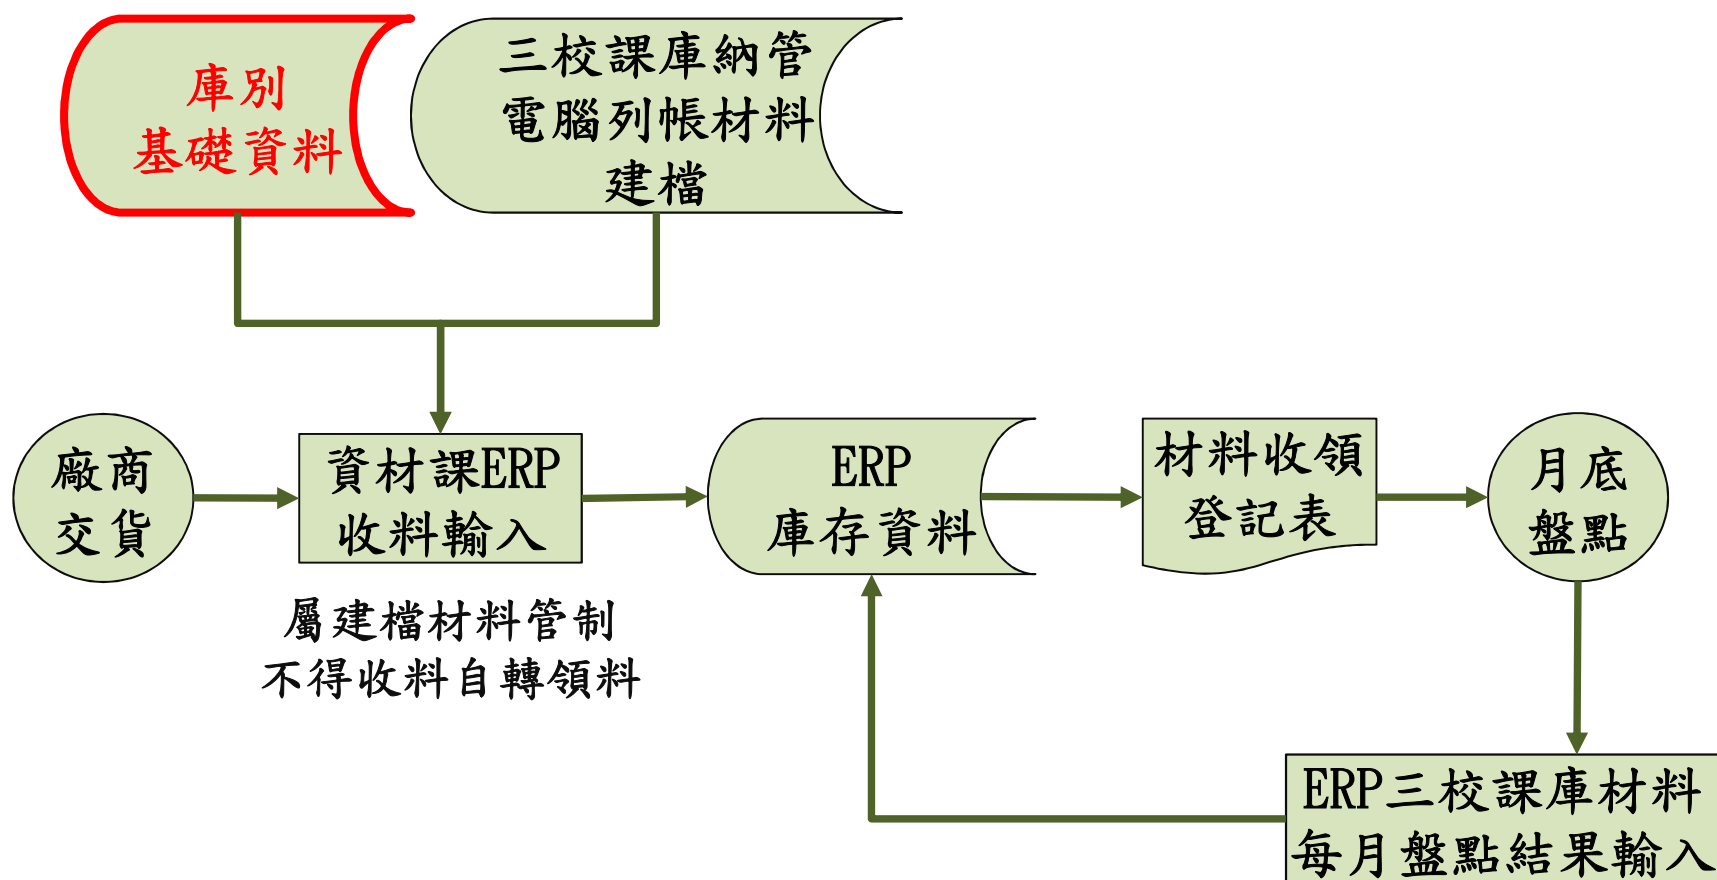 庫別
基礎資料
三校課庫納管
電腦列帳材料
建檔
廠商
交貨
資材課ERP
收料輸入
屬建檔材料管制
不得收料自轉領料
ERP
庫存資料
材料收領
登記表
月底
盤點
ERP三校課庫材料
每月盤點結果輸入